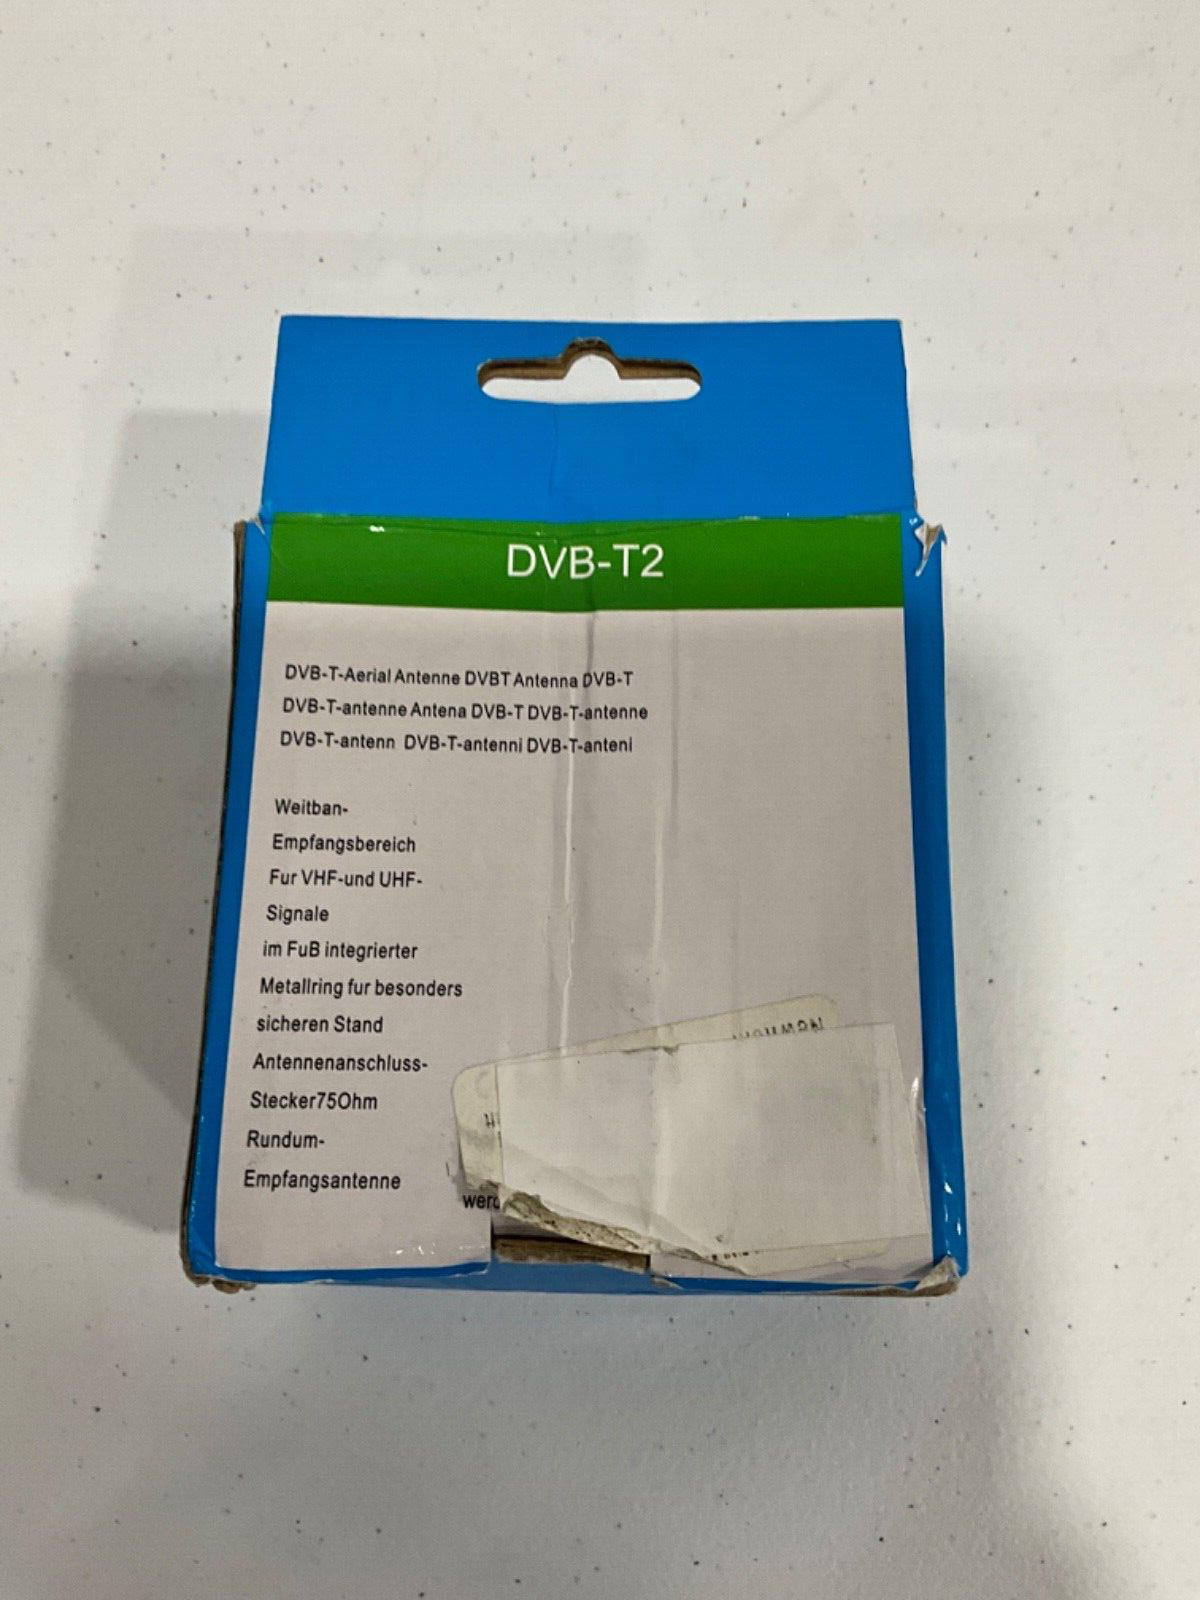 DVB-T2
DVB-T-Aerial Antenne DVBT Antenna DVB-T
DVB-T-antenne Antena DVB-T DVB-T-antenne
DVB-T-antenn DVB-T-antenni DVB-T-anteni
Weitban-
Empfangsbereich
Fur VHF-und UHF-
Signale
im FuB integrierter
Metallring fur besonders
sicheren Stand
Antennenanschluss-
Stecker75Ohm
Rundum-
Empfangsantenne